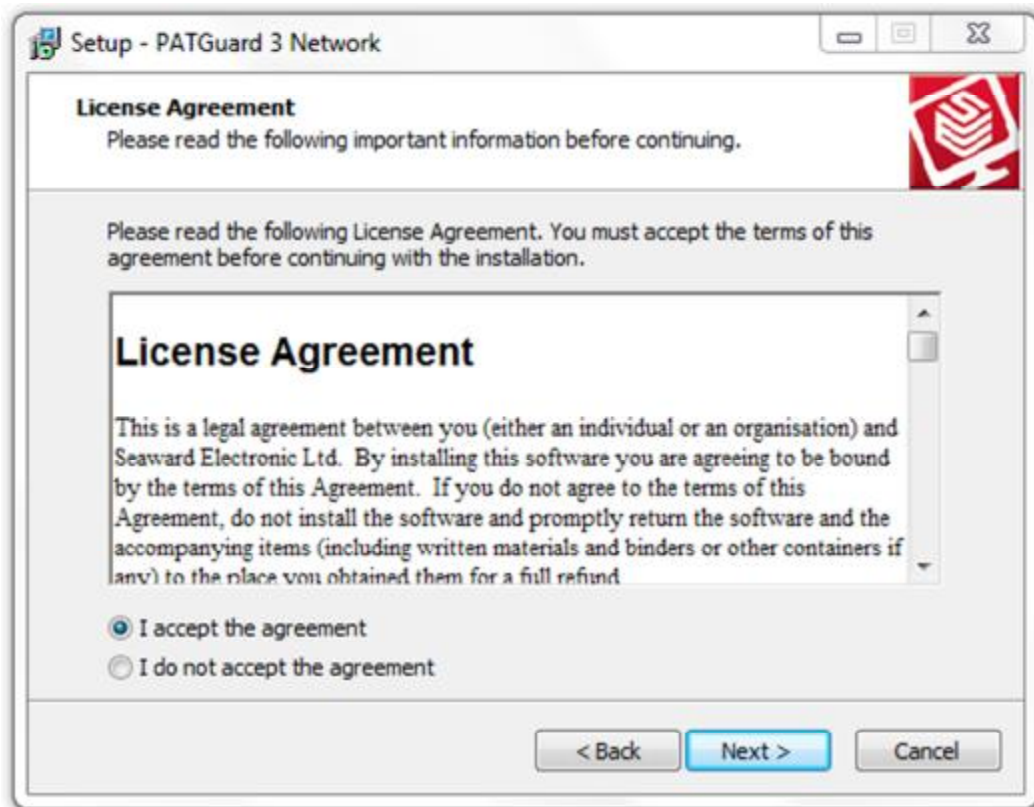 Setup - PATGuard 3 Network
License Agreement
Please read the following important information before continuing.
Please read the following License Agreement. You must accept the terms of this
agreement before continuing with the installation.
License Agreement
This is a legal agreement between you (either an individual or an organisation) and
Seaward Electronic Ltd.  By installing this software you are agreeing to be bound
by the terms of this Agreement.  If you do not agree to the terms of this
Agreement, do not install the software and promptly return the software and the
accompanying items (including written materials and binders or other containers if
any) to the place you obtained them for a full refund
I accept the agreement
I do not accept the agreement
< Back
Next >
Cancel